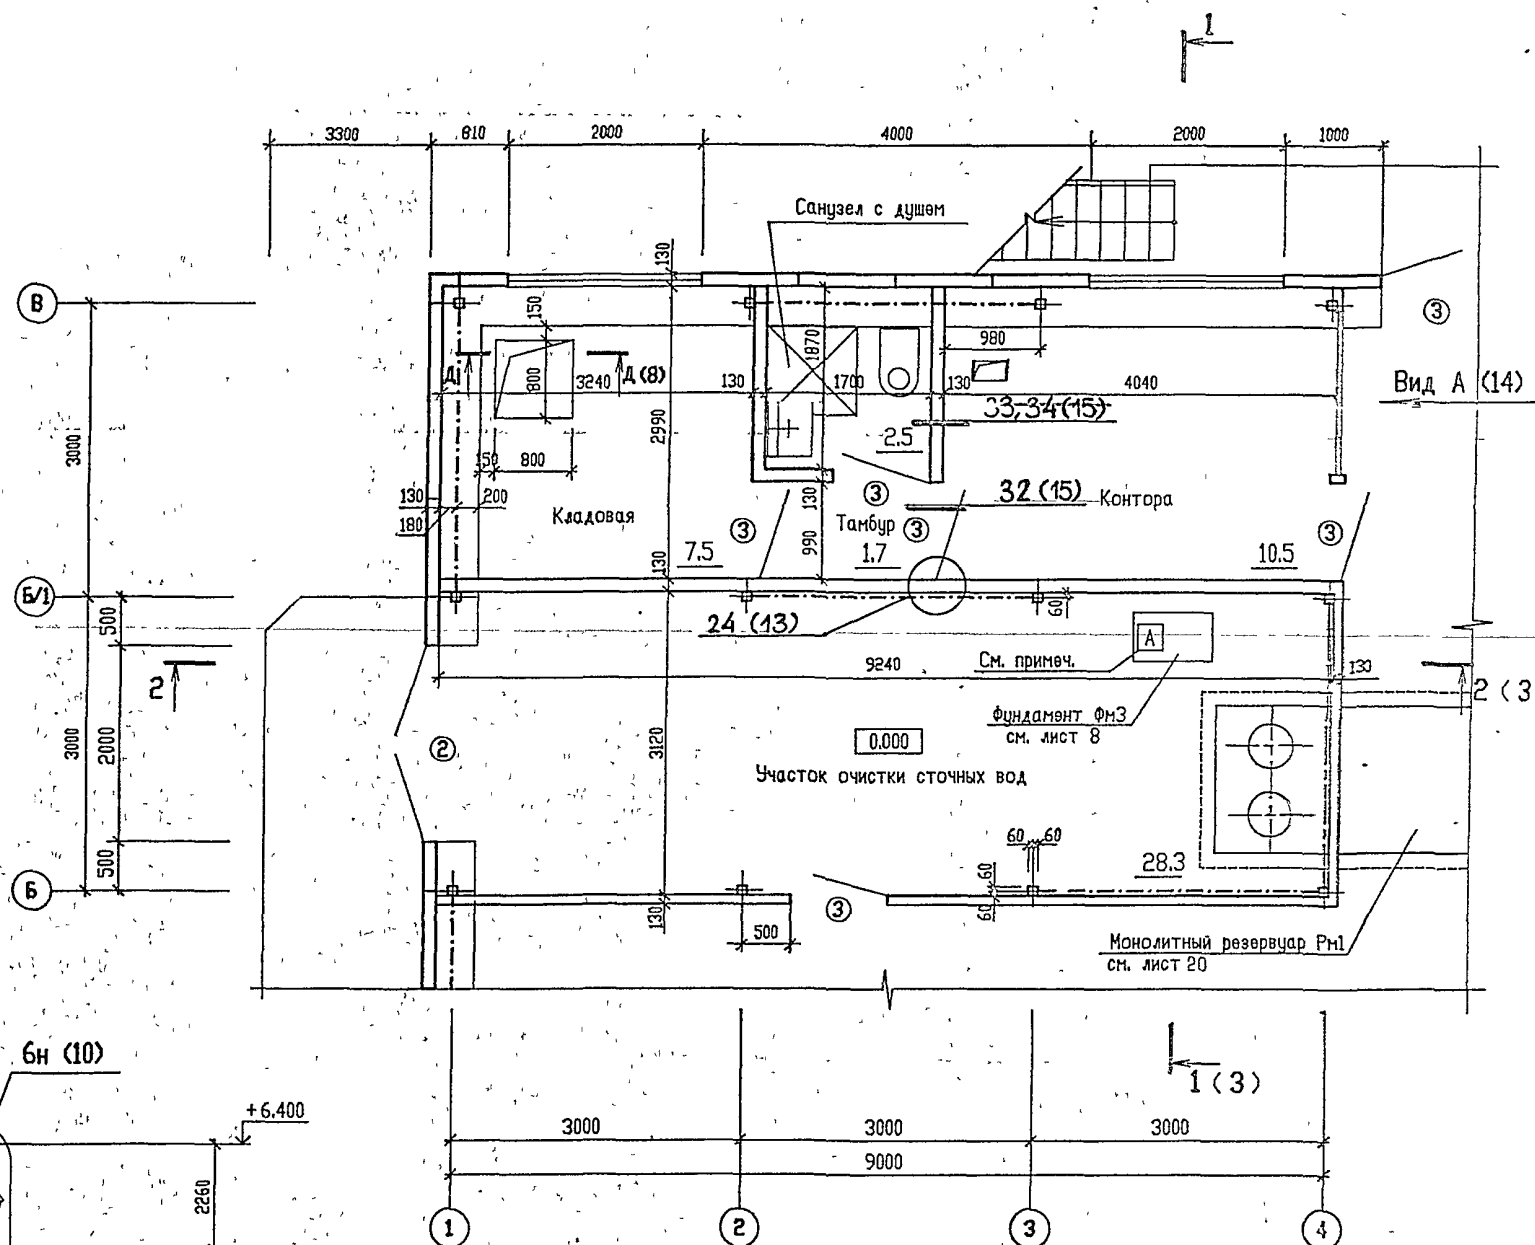 1
3300 810 2000 4000 2000 1000
Санузел с душем
130
В
150
1870
980
3
Д
800
3240
Д (8)
130
1700
130
4040
Вид А (14)
33,34 (15)
3000
2990
2.5
150
800
130
200
180
Кладовая
3
130
3
32 (15)
Контора
Тамбур
3
3
7.5
990
1.7
10.5
130
Б/1
500
24 (13)
60
А
См. примеч.
9240
130
2
2 (3
Фундамент Фм3
см. лист 8
3000
2000
2
3120
0.000
Участок очистки сточных вод
60 60
500
28.3
Б
60
60
130
3
500
Монолитный резервуар Рм1
см. лист 20
6н (10)
1 (3)
+6.400
3000 3000 3000
9000
2260
1 2 3 4